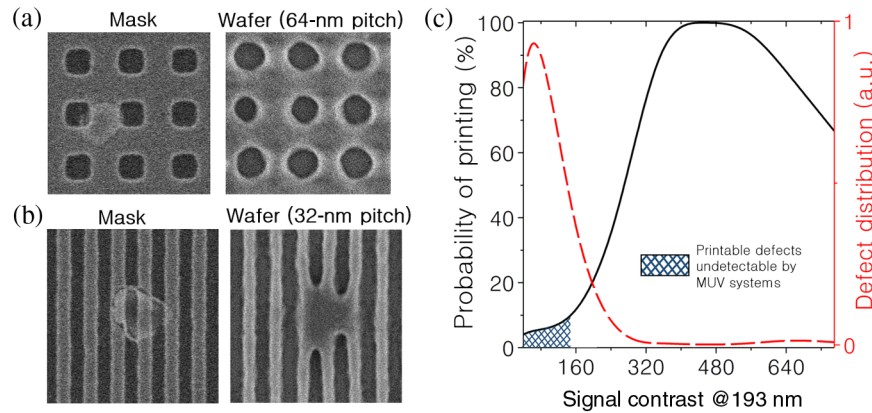 (a)
Mask
Wafer (64-nm pitch)
(b)
Mask
Wafer (32-nm pitch)
(c)
Probability of printing (%)
100
80
60
40
20
10
0
160
320
480
640
Signal contrast @193 nm
1
0
Defect distribution (a.u.)
Printable defects
undetectable by
MUV systems